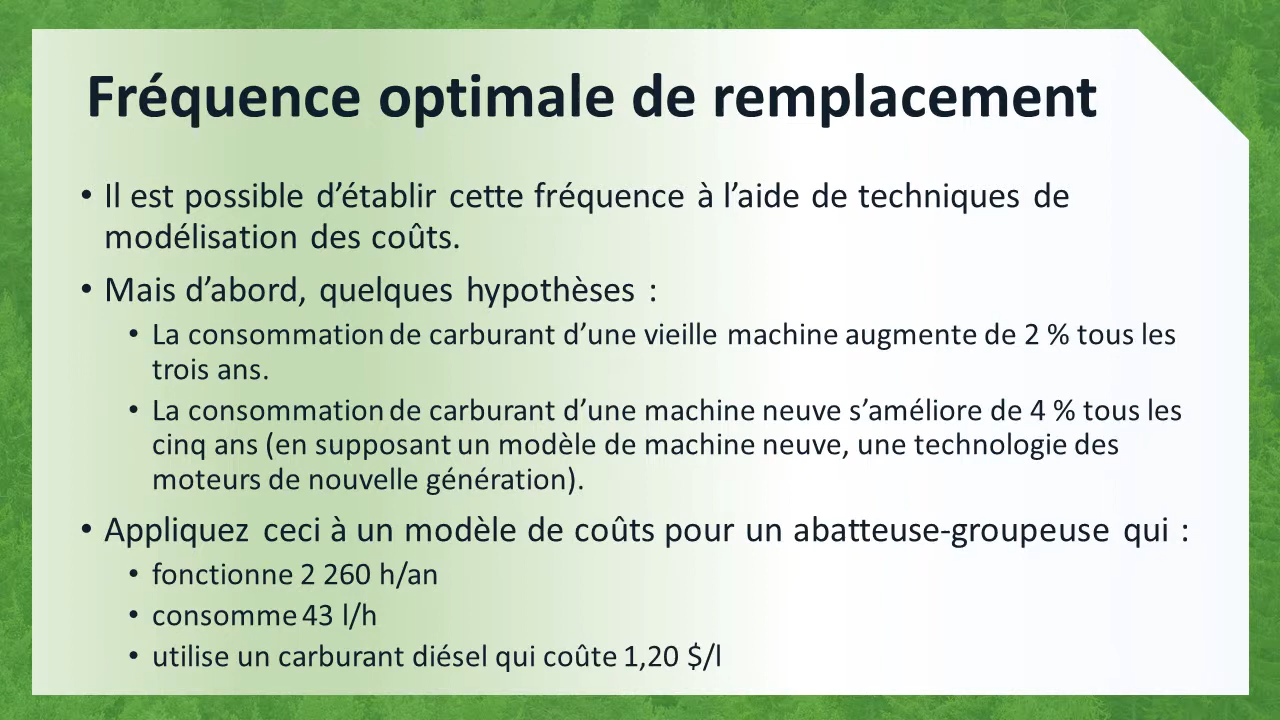 Fréquence optimale de remplacement
• Il est possible d’établir cette fréquence à l’aide de techniques de
modélisation des coûts.
• Mais d’abord, quelques hypothèses :
• La consommation de carburant d’une vieille machine augmente de 2 % tous les
trois ans.
• La consommation de carburant d’une machine neuve s’améliore de 4 % tous les
cinq ans (en supposant un modèle de machine neuve, une technologie des
moteurs de nouvelle génération).
• Appliquez ceci à un modèle de coûts pour un abatteuse-groupeuse qui :
• fonctionne 2 260 h/an
• consomme 43 l/h
• utilise un carburant diésel qui coûte 1,20 $/l